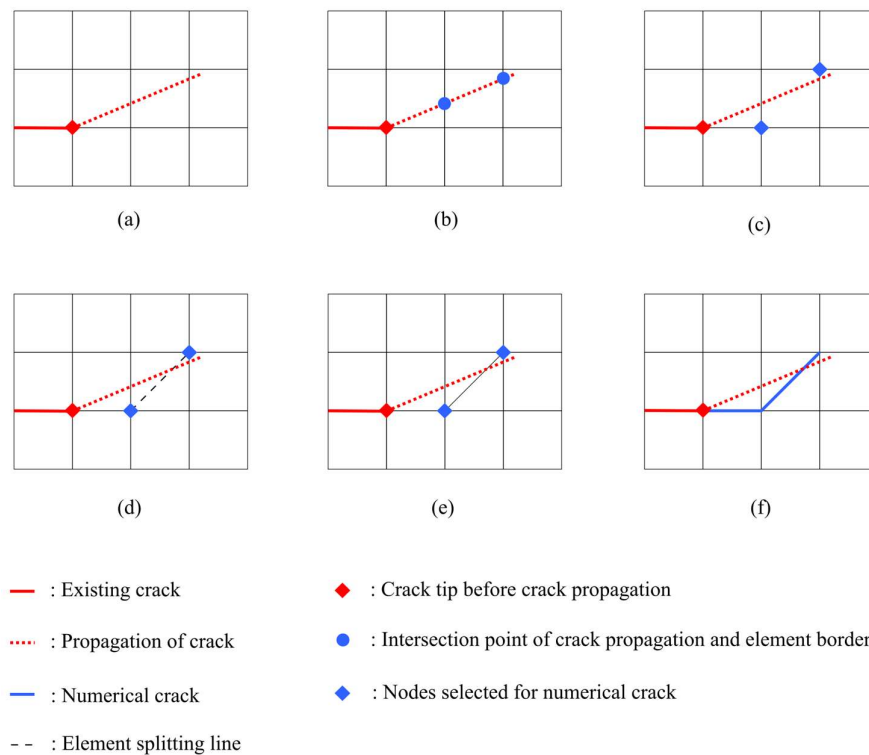 (a)
(b)
(c)
(d)
(e)
(f)
: Existing crack
: Crack tip before crack propagation
: Propagation of crack
: Intersection point of crack propagation and element border
: Numerical crack
: Nodes selected for numerical crack
: Element splitting line